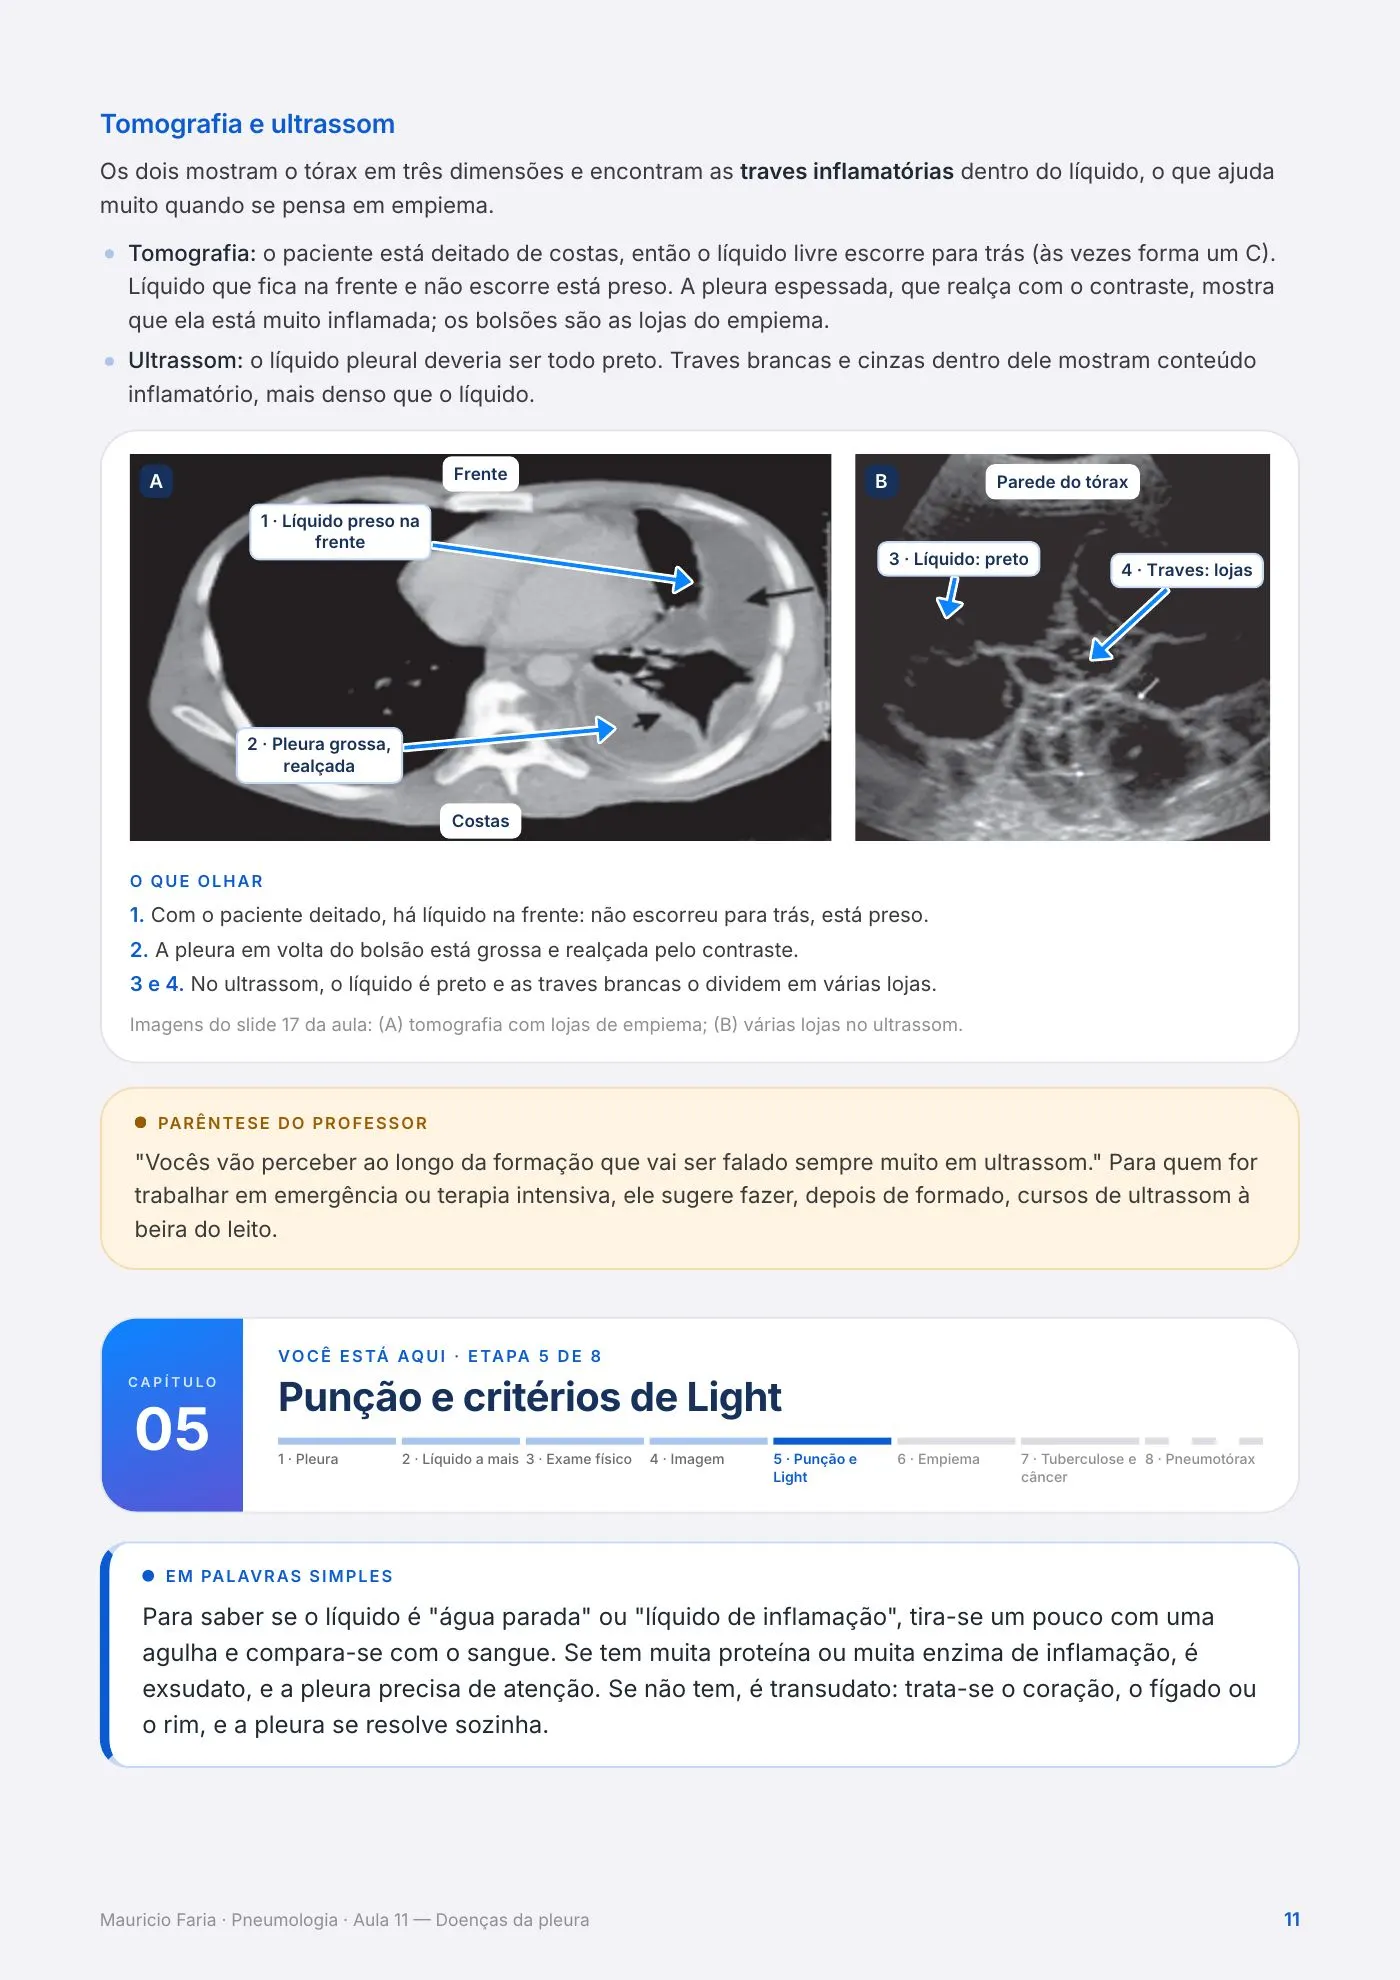 Tomografia e ultrassom
Os dois mostram o tórax em três dimensões e encontram as traves inflamatórias dentro do líquido, o que ajuda
muito quando se pensa em empiema.
Tomografia: o paciente está deitado de costas, então o líquido livre escorre para trás (às vezes forma um C).
Líquido que fica na frente e não escorre está preso. A pleura espessada, que realça com o contraste, mostra
que ela está muito inflamada; os bolsões são as lojas do empiema.
Ultrassom: o líquido pleural deveria ser todo preto. Traves brancas e cinzas dentro dele mostram conteúdo
inflamatório, mais denso que o líquido.
A
Frente
1 · Líquido preso na
frente
2 · Pleura grossa,
realçada
Costas
B
Parede do tórax
3 · Líquido: preto
4 · Traves: lojas
O QUE OLHAR
1. Com o paciente deitado, há líquido na frente: não escorreu para trás, está preso.
2. A pleura em volta do bolsão está grossa e realçada pelo contraste.
3 e 4. No ultrassom, o líquido é preto e as traves brancas o dividem em várias lojas.
Imagens do slide 17 da aula: (A) tomografia com lojas de empiema; (B) várias lojas no ultrassom.
PARÊNTESE DO PROFESSOR
"Vocês vão perceber ao longo da formação que vai ser falado sempre muito em ultrassom." Para quem for
trabalhar em emergência ou terapia intensiva, ele sugere fazer, depois de formado, cursos de ultrassom à
beira do leito.
CAPÍTULO
05
VOCÊ ESTÁ AQUI · ETAPA 5 DE 8
Punção e critérios de Light
1 · Pleura
2 · Líquido a mais
3 · Exame físico
4 · Imagem
5 · Punção e
Light
6 · Empiema
7 · Tuberculose e
câncer
8 · Pneumotórax
EM PALAVRAS SIMPLES
Para saber se o líquido é "água parada" ou "líquido de inflamação", tira-se um pouco com uma
agulha e compara-se com o sangue. Se tem muita proteína ou muita enzima de inflamação, é
exsudato, e a pleura precisa de atenção. Se não tem, é transudato: trata-se o coração, o fígado ou
o rim, e a pleura se resolve sozinha.
Mauricio Faria · Pneumologia · Aula 11 — Doenças da pleura
11